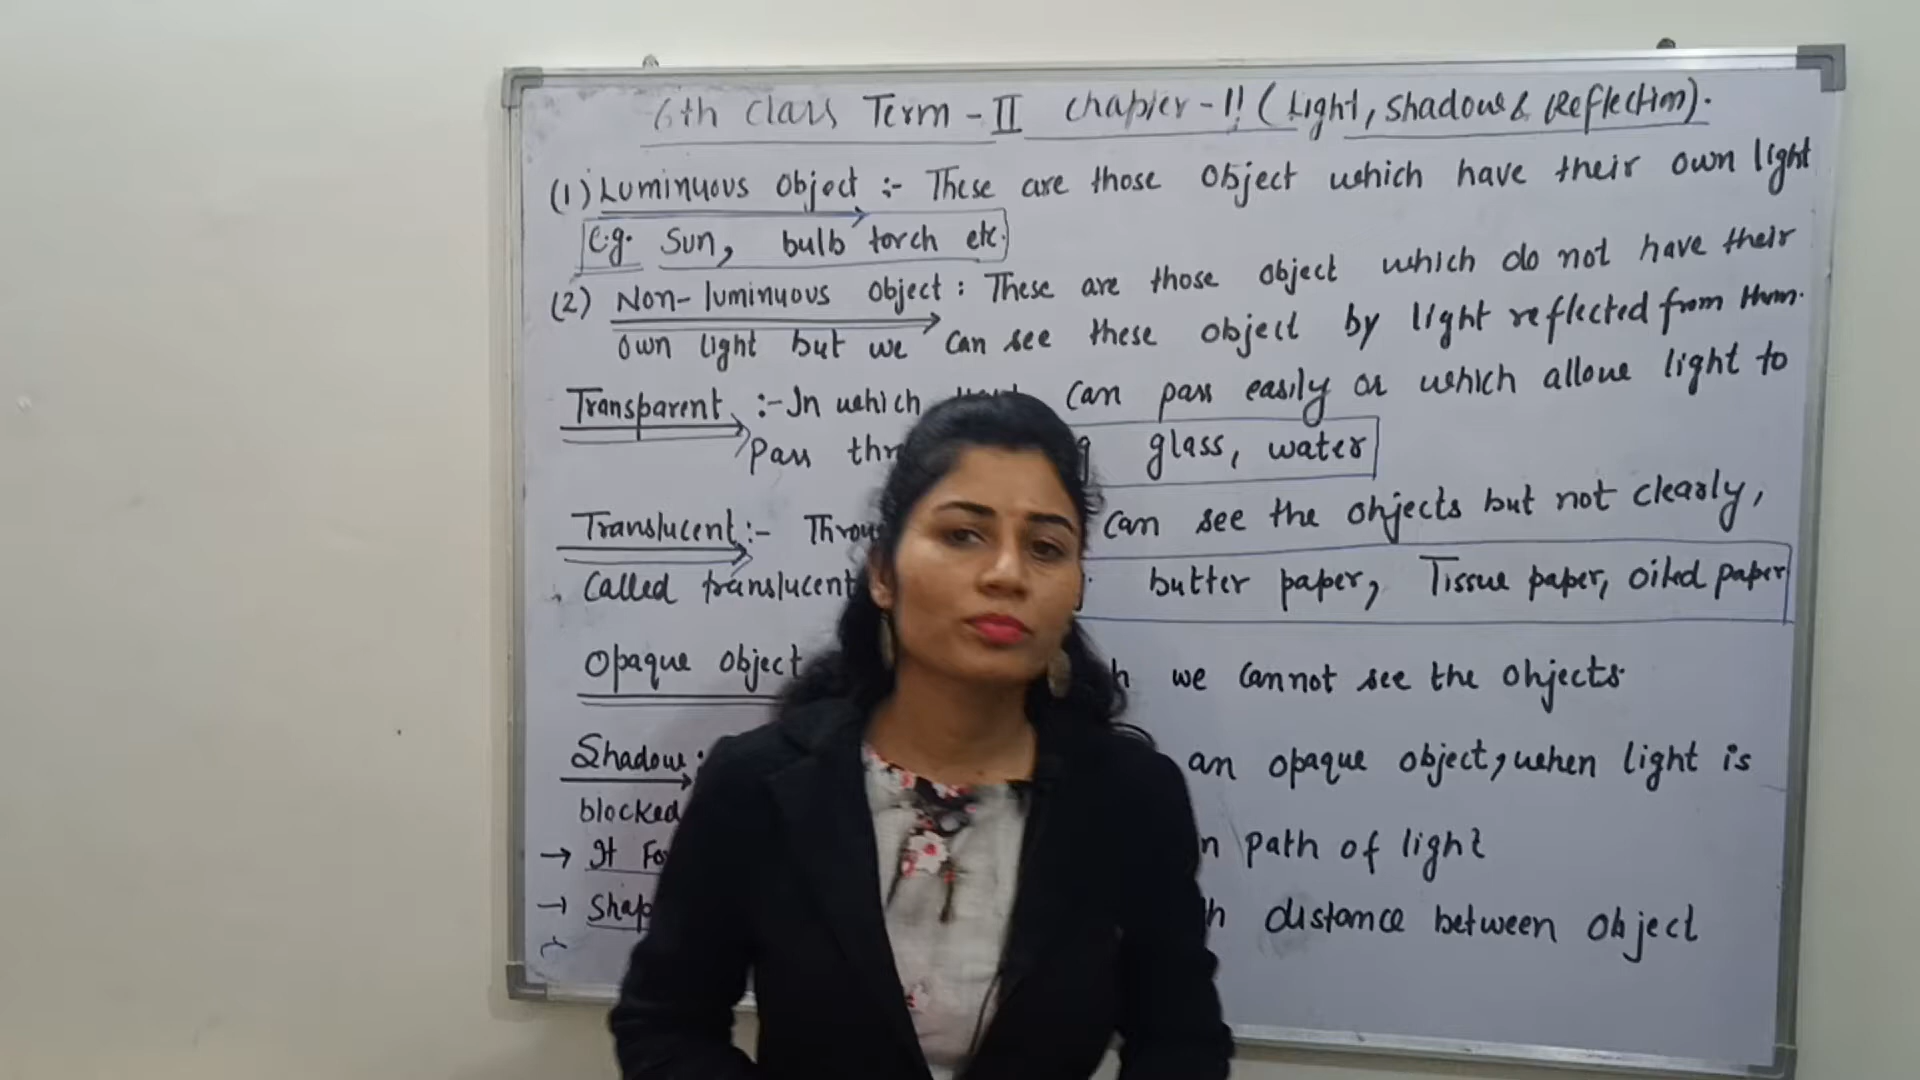 6th Class Term - II Chapter - 11 (Light, Shadow & Reflection).
(1) Luminuous Object :- These are those Object which have their own light
e.g. Sun, bulb torch etc.
(2) Non-luminuous Object : These are those object which do not have their
own light but we can see these object by light reflected from them.
Transparent :- In which can pass easily or which allow light to
Pass glass, water
Translucent :- can see the objects but not clearly,
Called translucent butter paper, Tissue paper, oiled paper
Opaque object we cannot see the objects.
Shadow : an opaque object, when light is
blocked
→ It path of light
→ distance between object